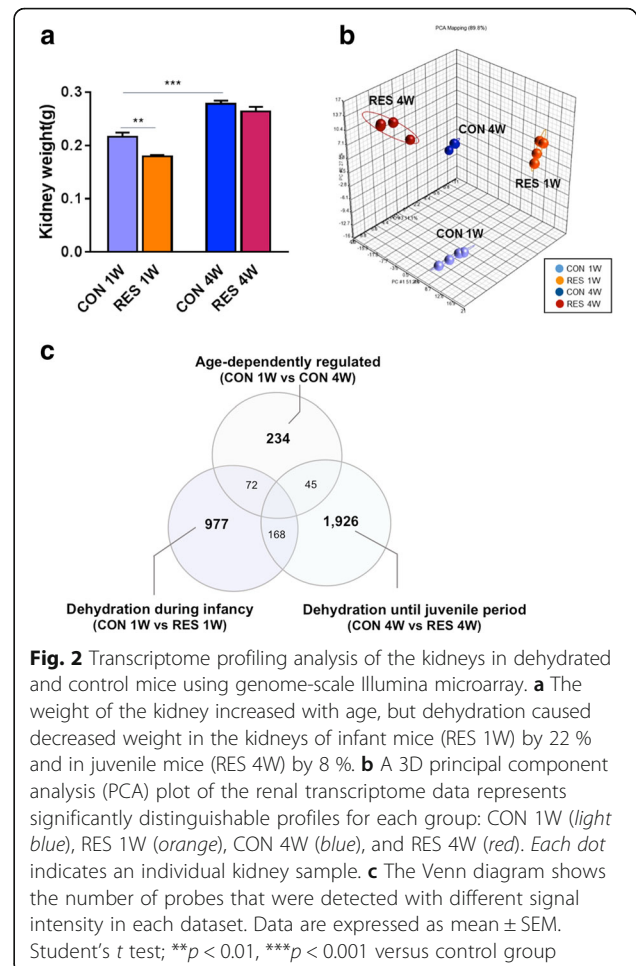 a
Kidney weight(g)
0.3
0.2
0.1
0.0
***
**
CON 1W
RES 1W
CON 4W
RES 4W
b
PCA Mapping (89.8%)
RES 4W
CON 4W
RES 1W
CON 1W
CON 1W
RES 1W
CON 4W
RES 4W
c
Age-dependently regulated
(CON 1W vs CON 4W)
234
72
45
977
168
1,926
Dehydration during infancy
(CON 1W vs RES 1W)
Dehydration until juvenile period
(CON 4W vs RES 4W)
Fig. 2 Transcriptome profiling analysis of the kidneys in dehydrated
and control mice using genome-scale Illumina microarray. a The
weight of the kidney increased with age, but dehydration caused
decreased weight in the kidneys of infant mice (RES 1W) by 22 %
and in juvenile mice (RES 4W) by 8 %. b A 3D principal component
analysis (PCA) plot of the renal transcriptome data represents
significantly distinguishable profiles for each group: CON 1W (light
blue), RES 1W (orange), CON 4W (blue), and RES 4W (red). Each dot
indicates an individual kidney sample. c The Venn diagram shows
the number of probes that were detected with different signal
intensity in each dataset. Data are expressed as mean ± SEM.
Student's t test; **p < 0.01, ***p < 0.001 versus control group